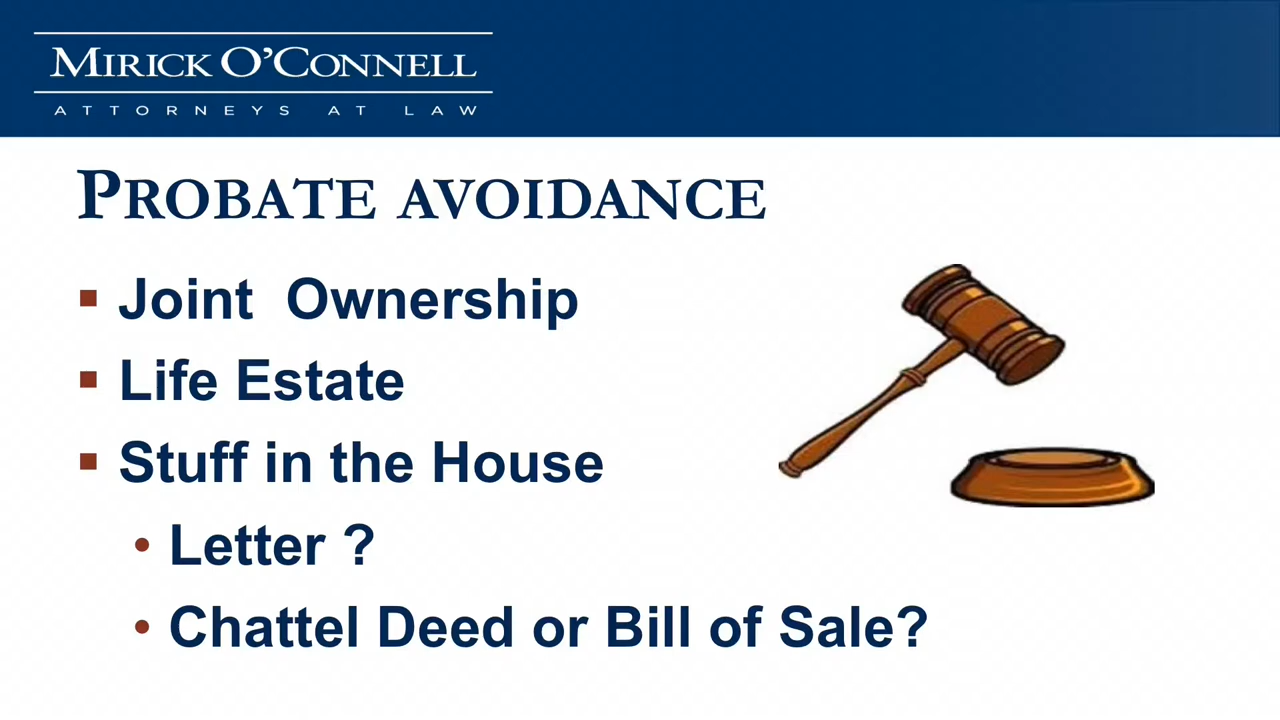 MIRICK O'CONNELL
ATTORNEYS AT LAW
PROBATE AVOIDANCE
▪ Joint  Ownership
▪ Life Estate
▪ Stuff in the House
• Letter ?
• Chattel Deed or Bill of Sale?